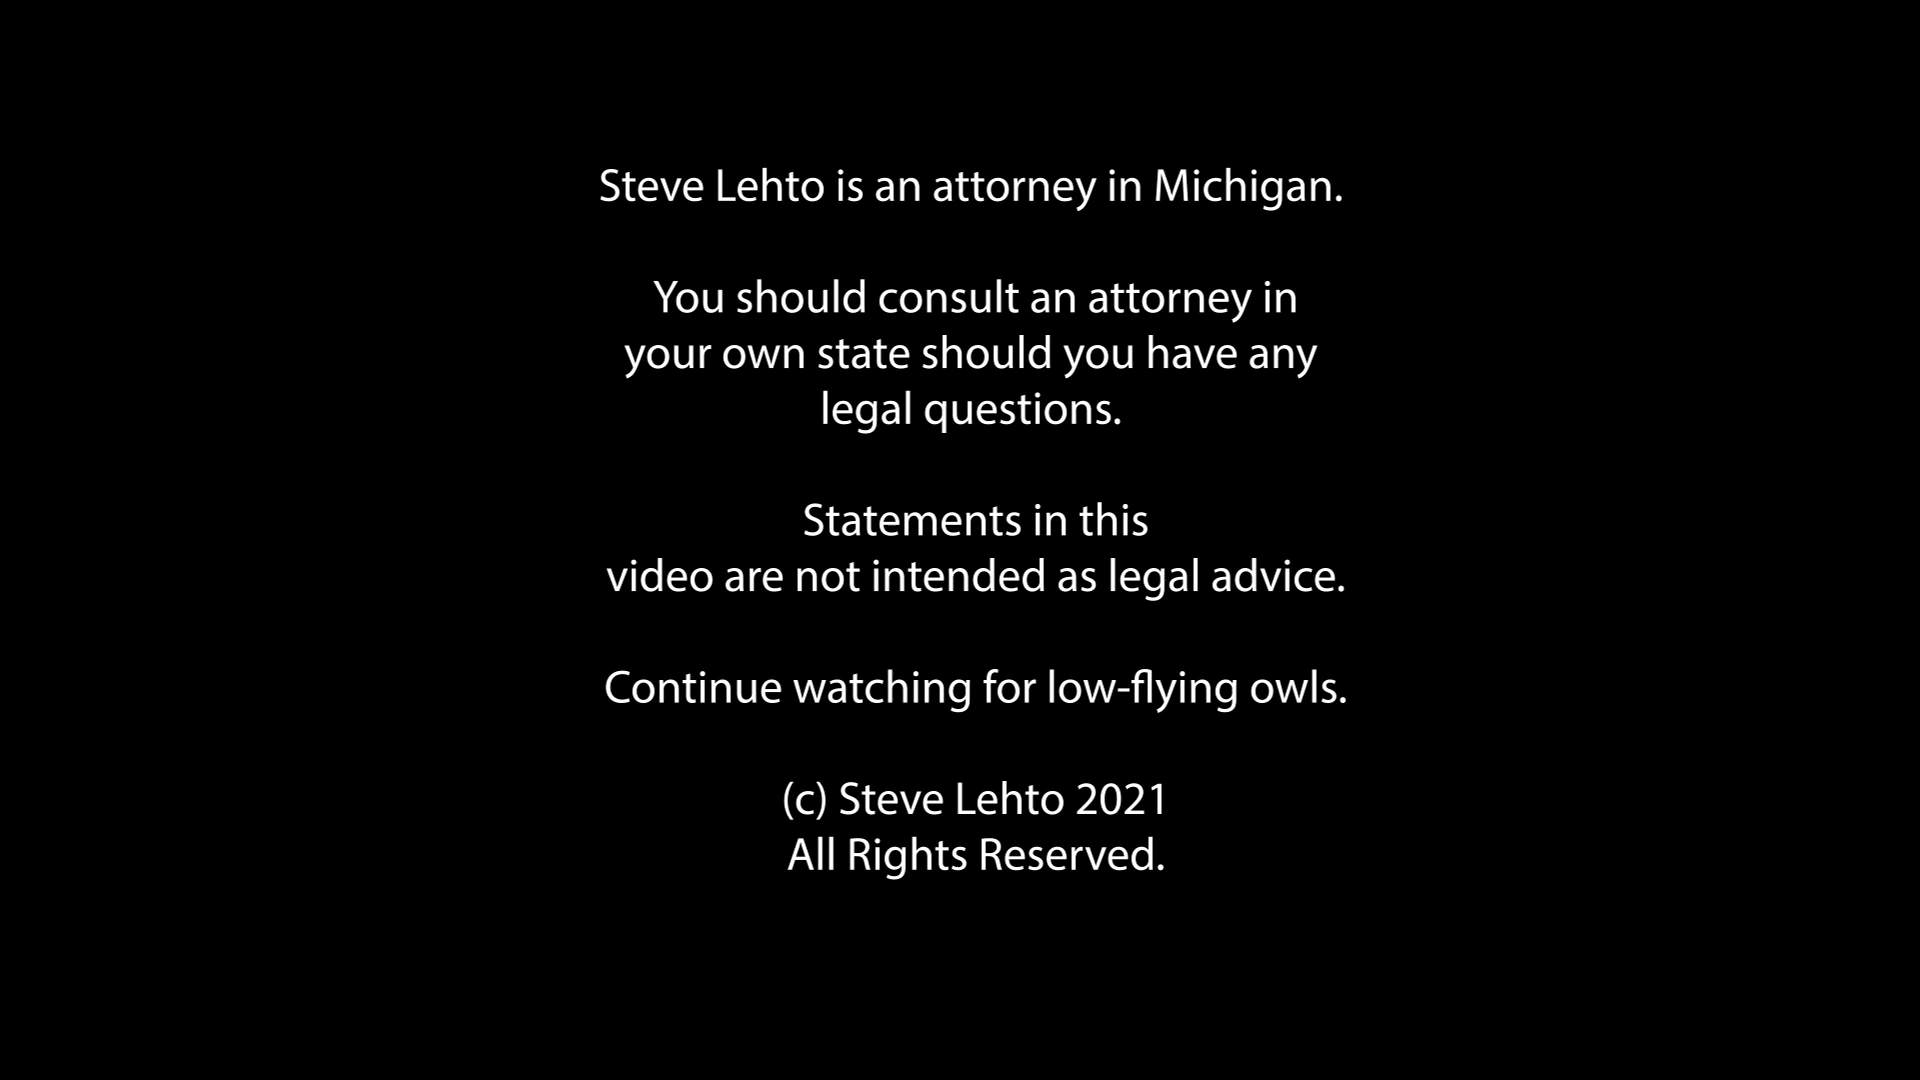 Steve Lehto is an attorney in Michigan.
You should consult an attorney in
your own state should you have any
legal questions.
Statements in this
video are not intended as legal advice.
Continue watching for low-flying owls.
(c) Steve Lehto 2021
All Rights Reserved.